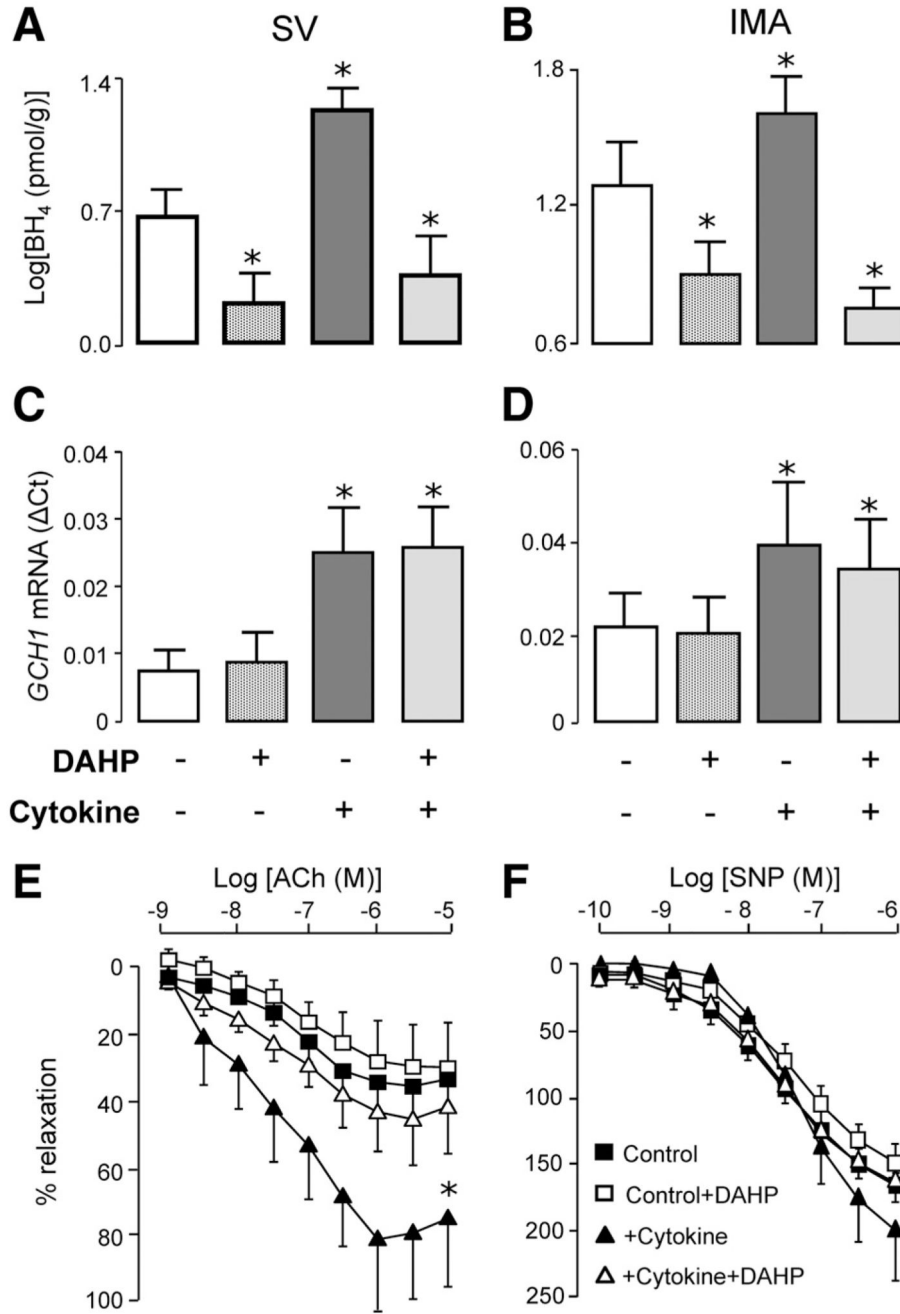 A
SV
B
IMA
Log[BH₄ (pmol/g)]
1.4
0.7
0.0
*
*
*
1.8
1.2
0.6
*
*
*
C
D
GCH1 mRNA (ΔCt)
0.04
0.03
0.02
0.01
0
*
*
0.06
0.04
0.02
0
*
*
DAHP - + - + - + - +
Cytokine - - + + - - + +
E
Log [ACh (M)]
-9 -8 -7 -6 -5
% relaxation
0
20
40
60
80
100
*
F
Log [SNP (M)]
-10 -9 -8 -7 -6
0
50
100
150
200
250
Control
Control+DAHP
+Cytokine
+Cytokine+DAHP